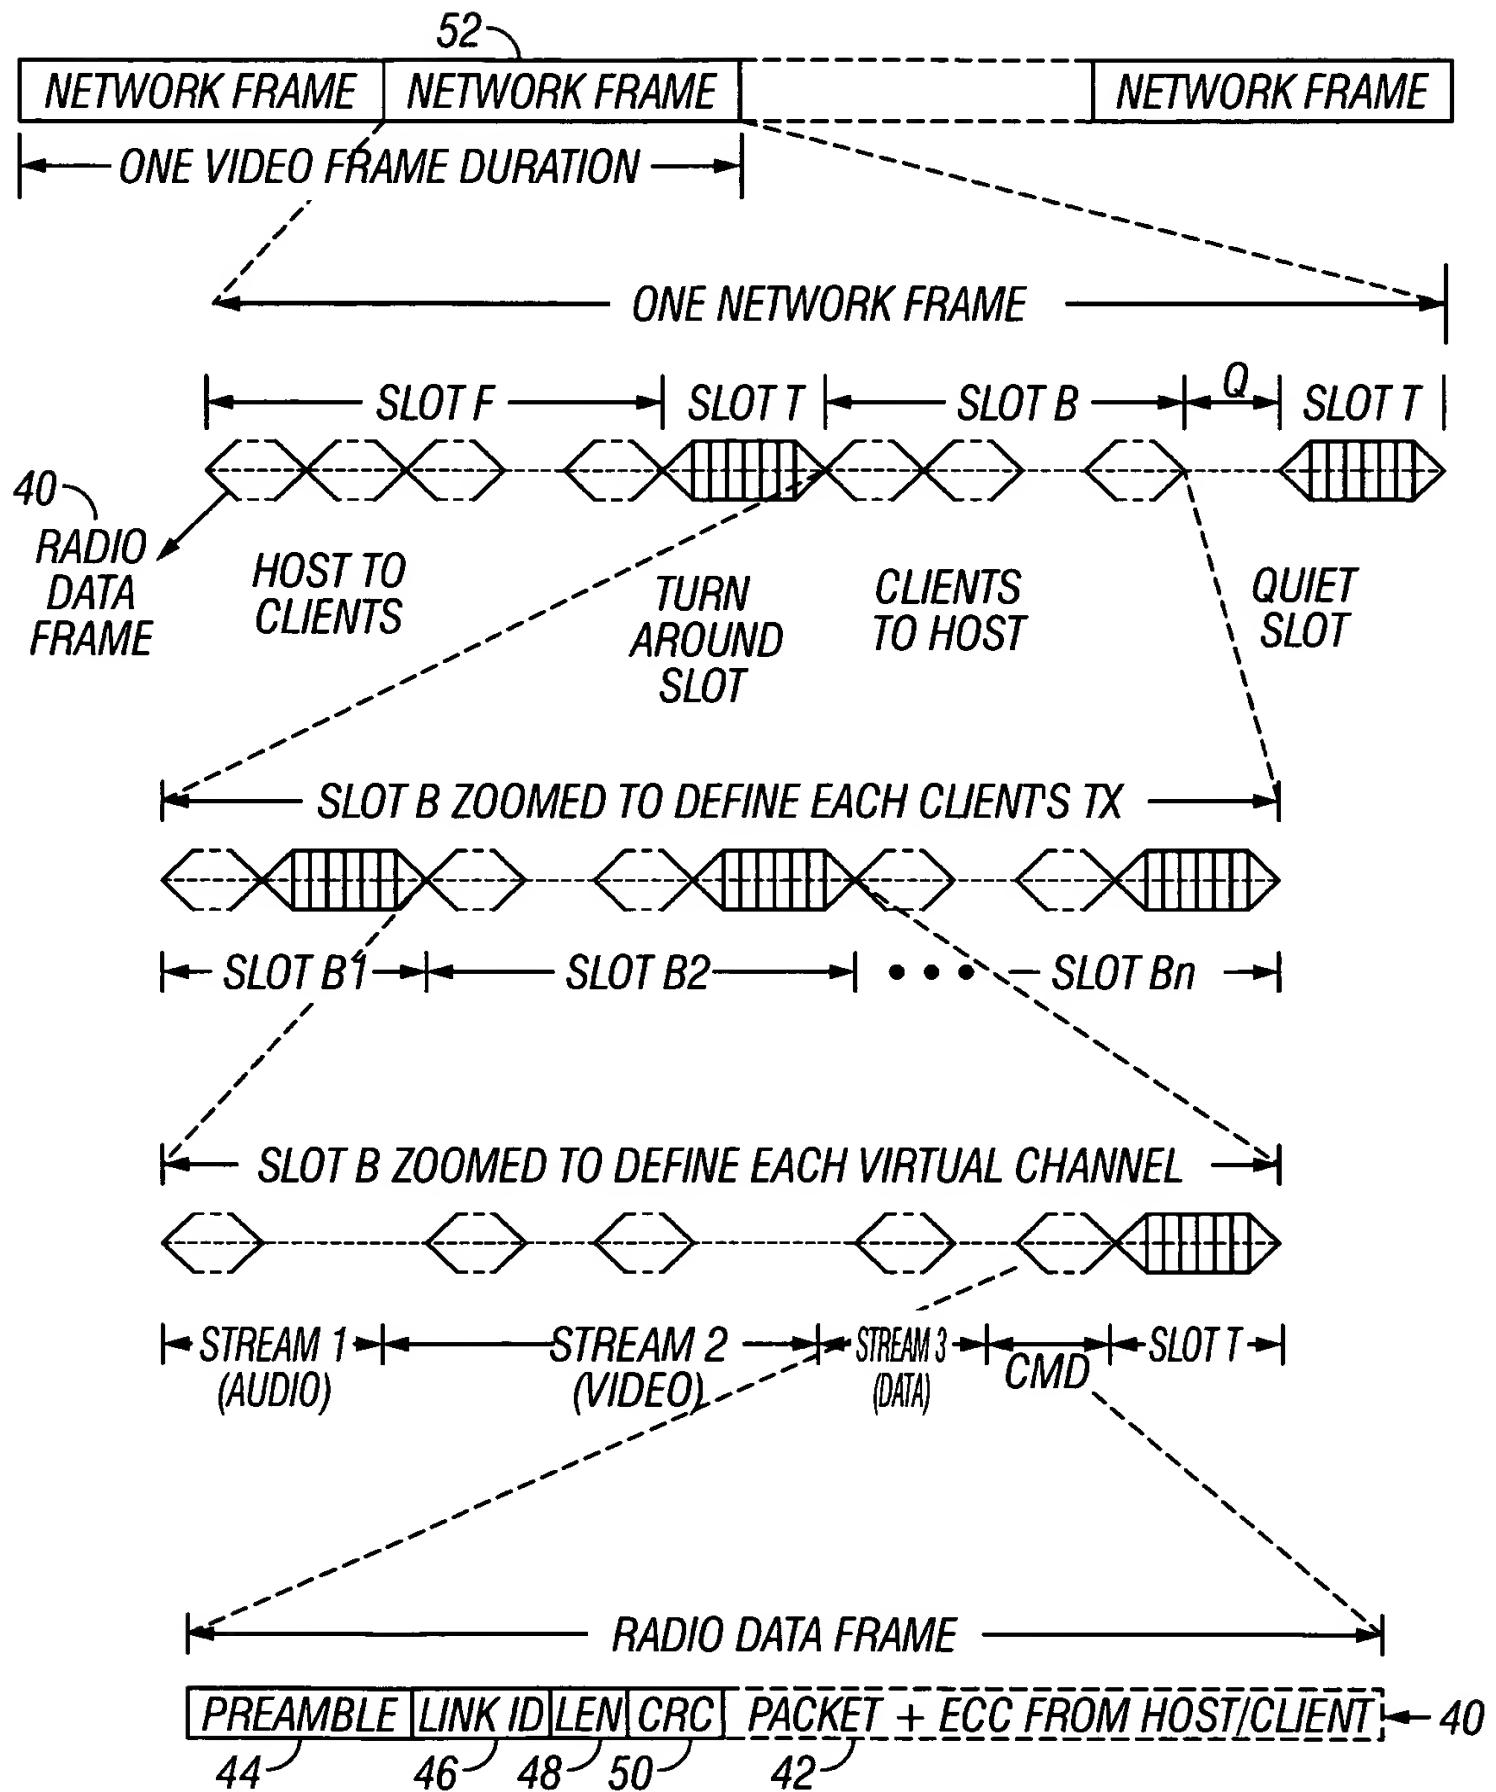 52
NETWORK FRAME NETWORK FRAME NETWORK FRAME
ONE VIDEO FRAME DURATION
ONE NETWORK FRAME
SLOT F SLOT T SLOT B Q SLOT T
40
RADIO
DATA
FRAME
HOST TO
CLIENTS
TURN
AROUND
SLOT
CLIENTS
TO HOST
QUIET
SLOT
SLOT B ZOOMED TO DEFINE EACH CLIENT'S TX
SLOT B1 SLOT B2 • • • SLOT Bn
SLOT B ZOOMED TO DEFINE EACH VIRTUAL CHANNEL
STREAM 1
(AUDIO)
STREAM 2
(VIDEO)
STREAM 3
(DATA)
CMD
SLOT T
RADIO DATA FRAME
PREAMBLE LINK ID LEN CRC PACKET + ECC FROM HOST/CLIENT 40
44 46 48 50 42